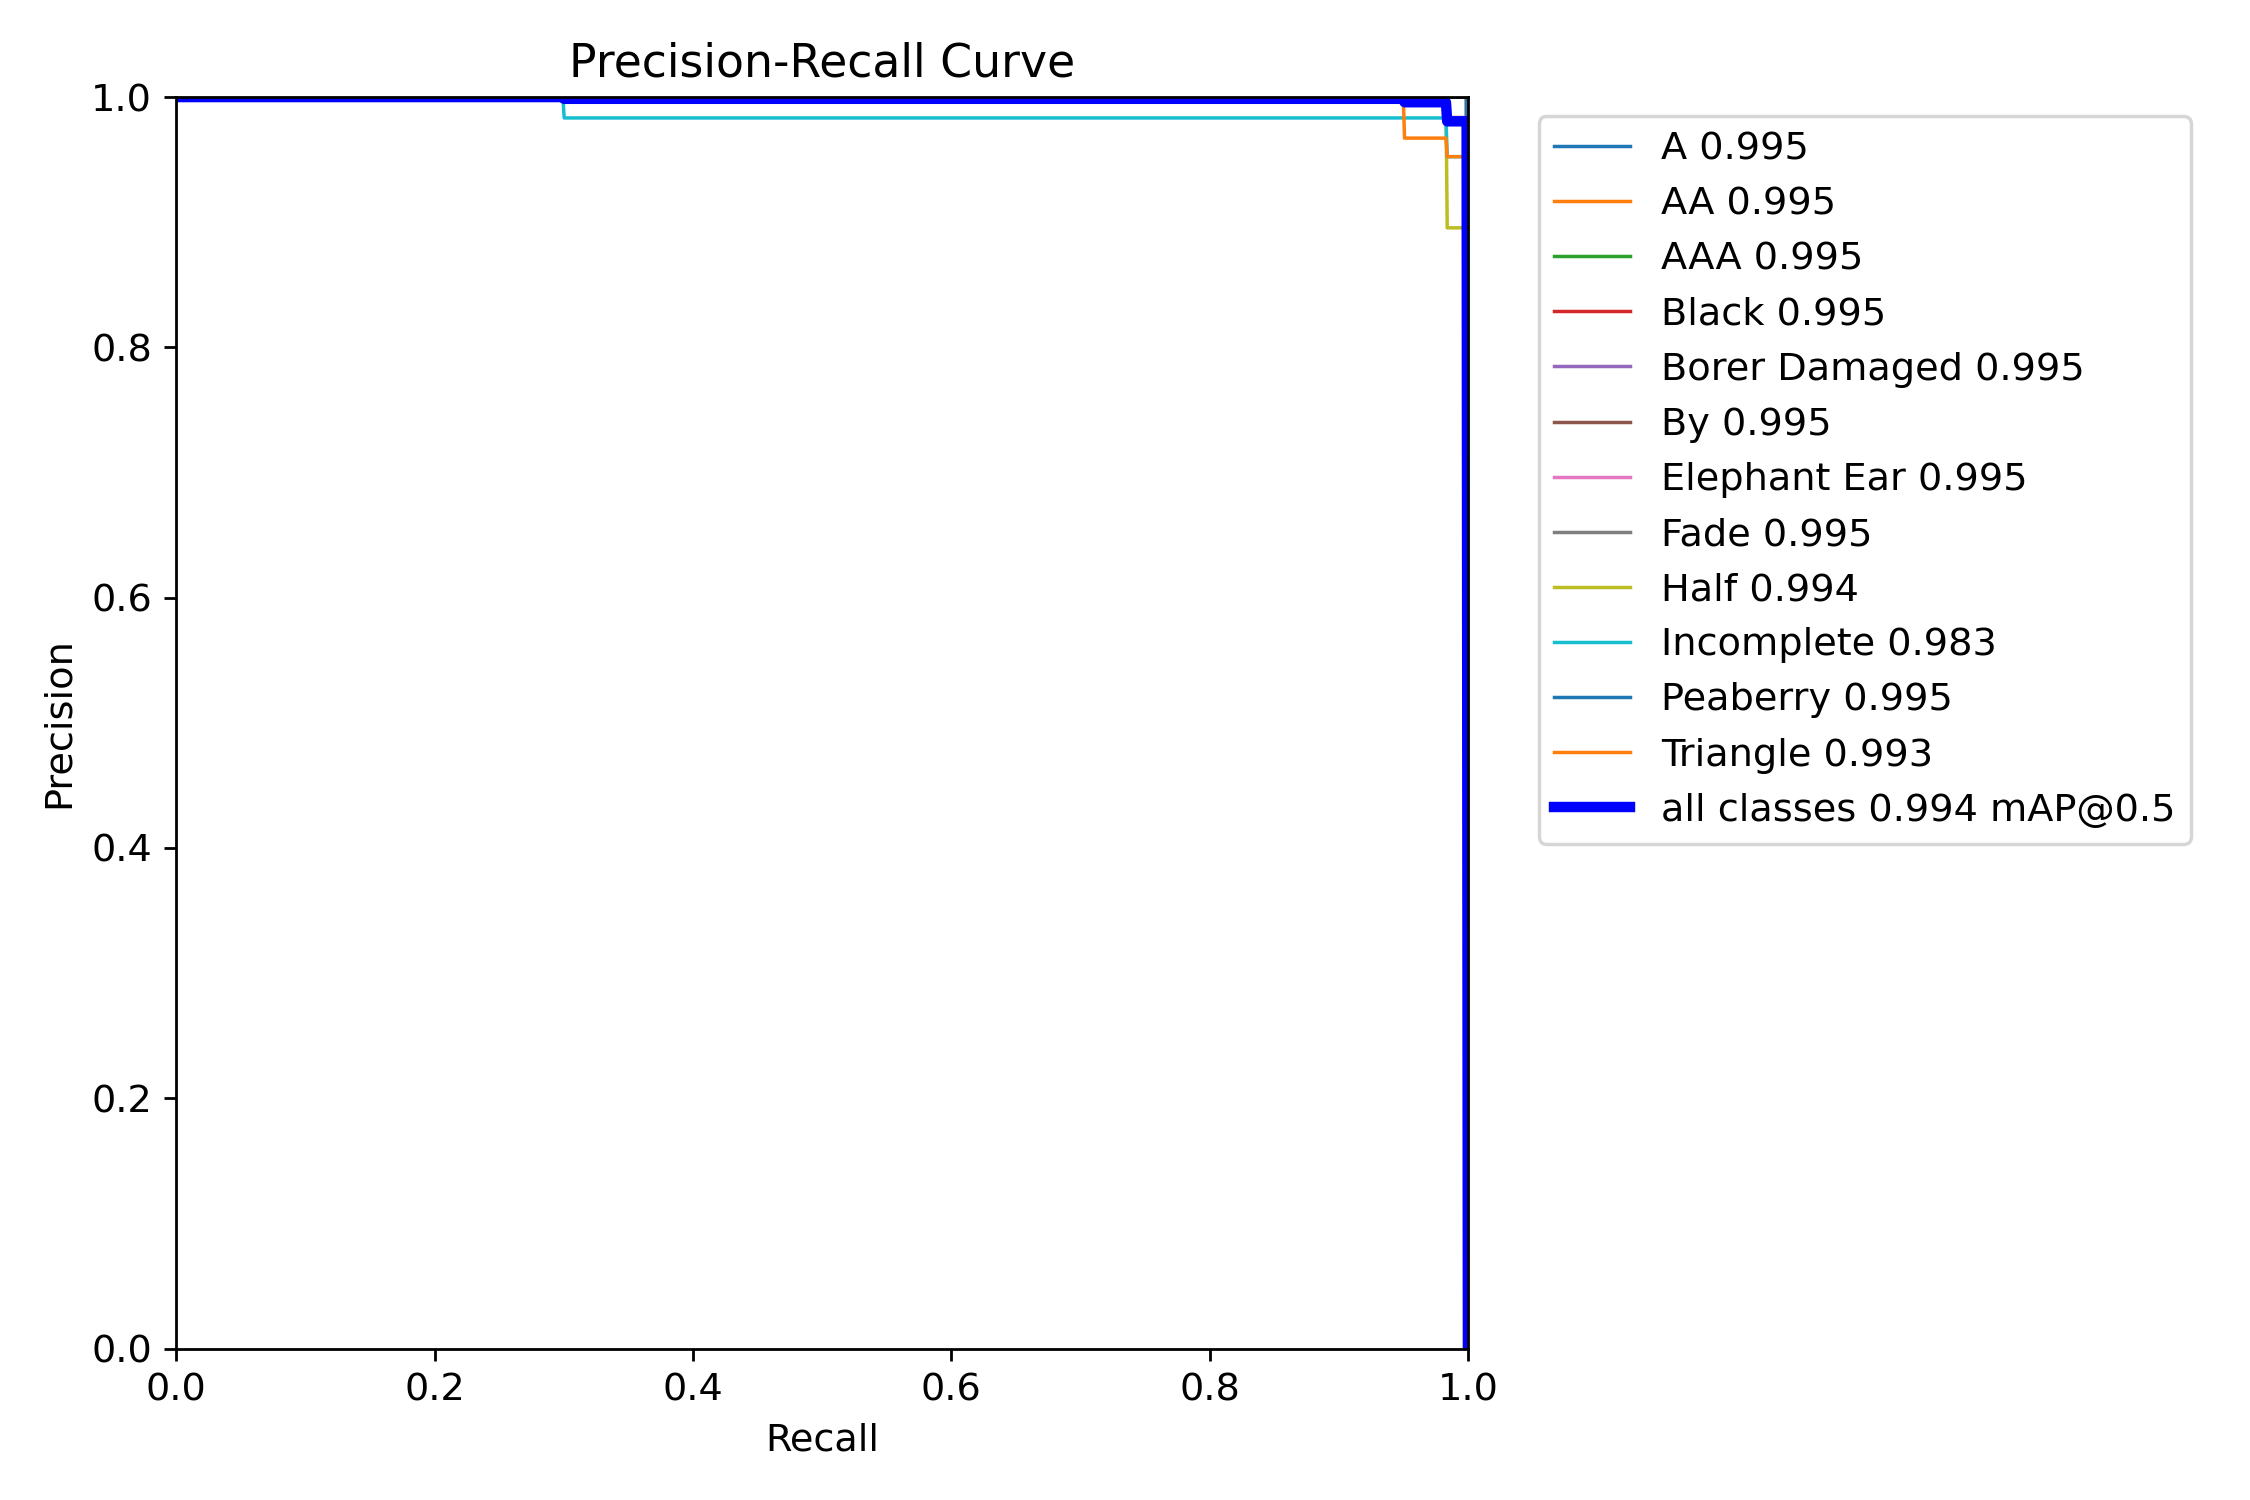 Precision-Recall Curve
1.0
0.8
0.6
0.4
0.2
0.0
Precision
0.0 0.2 0.4 0.6 0.8 1.0
Recall
A 0.995
AA 0.995
AAA 0.995
Black 0.995
Borer Damaged 0.995
By 0.995
Elephant Ear 0.995
Fade 0.995
Half 0.994
Incomplete 0.983
Peaberry 0.995
Triangle 0.993
all classes 0.994 mAP@0.5